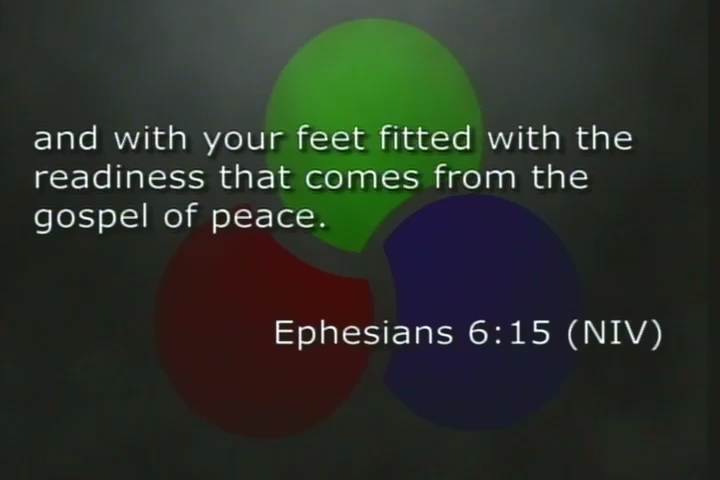 and with your feet fitted with the
readiness that comes from the
gospel of peace.
Ephesians 6:15 (NIV)